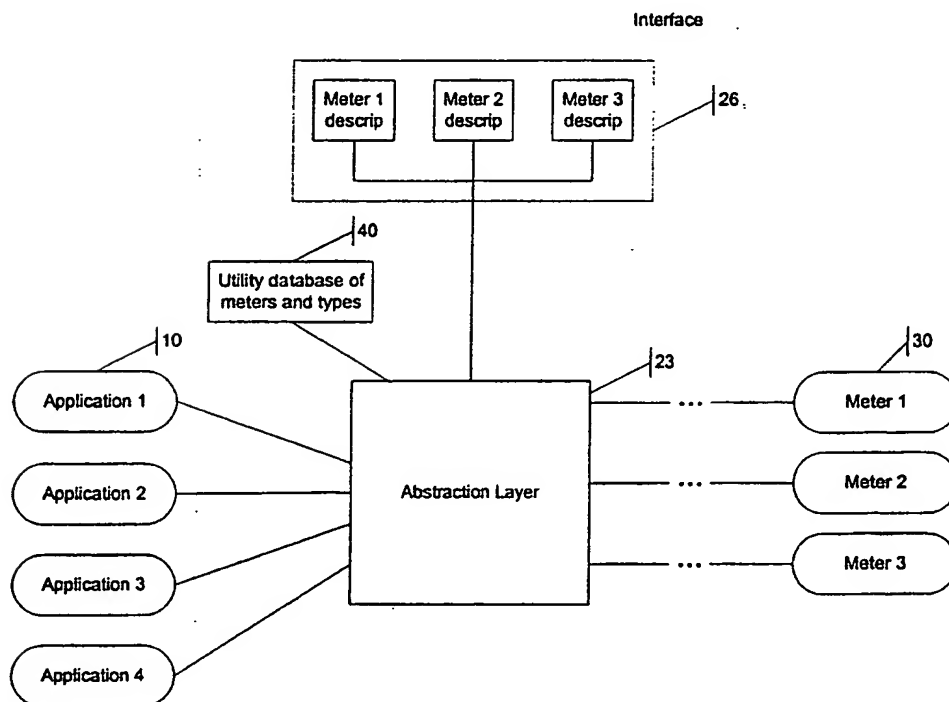 Interface
Meter 1
descrip
Meter 2
descrip
Meter 3
descrip
26
40
Utility database of
meters and types
10
23
30
Application 1
Application 2
Application 3
Application 4
Abstraction Layer
Meter 1
Meter 2
Meter 3